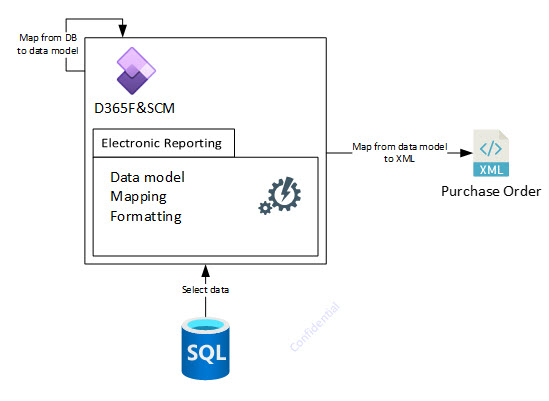 Map from DB
to data model
D365F&SCM
Electronic Reporting
Data model
Mapping
Formatting
Map from data model
to XML
XML
Purchase Order
Select data
SQL
Confidential